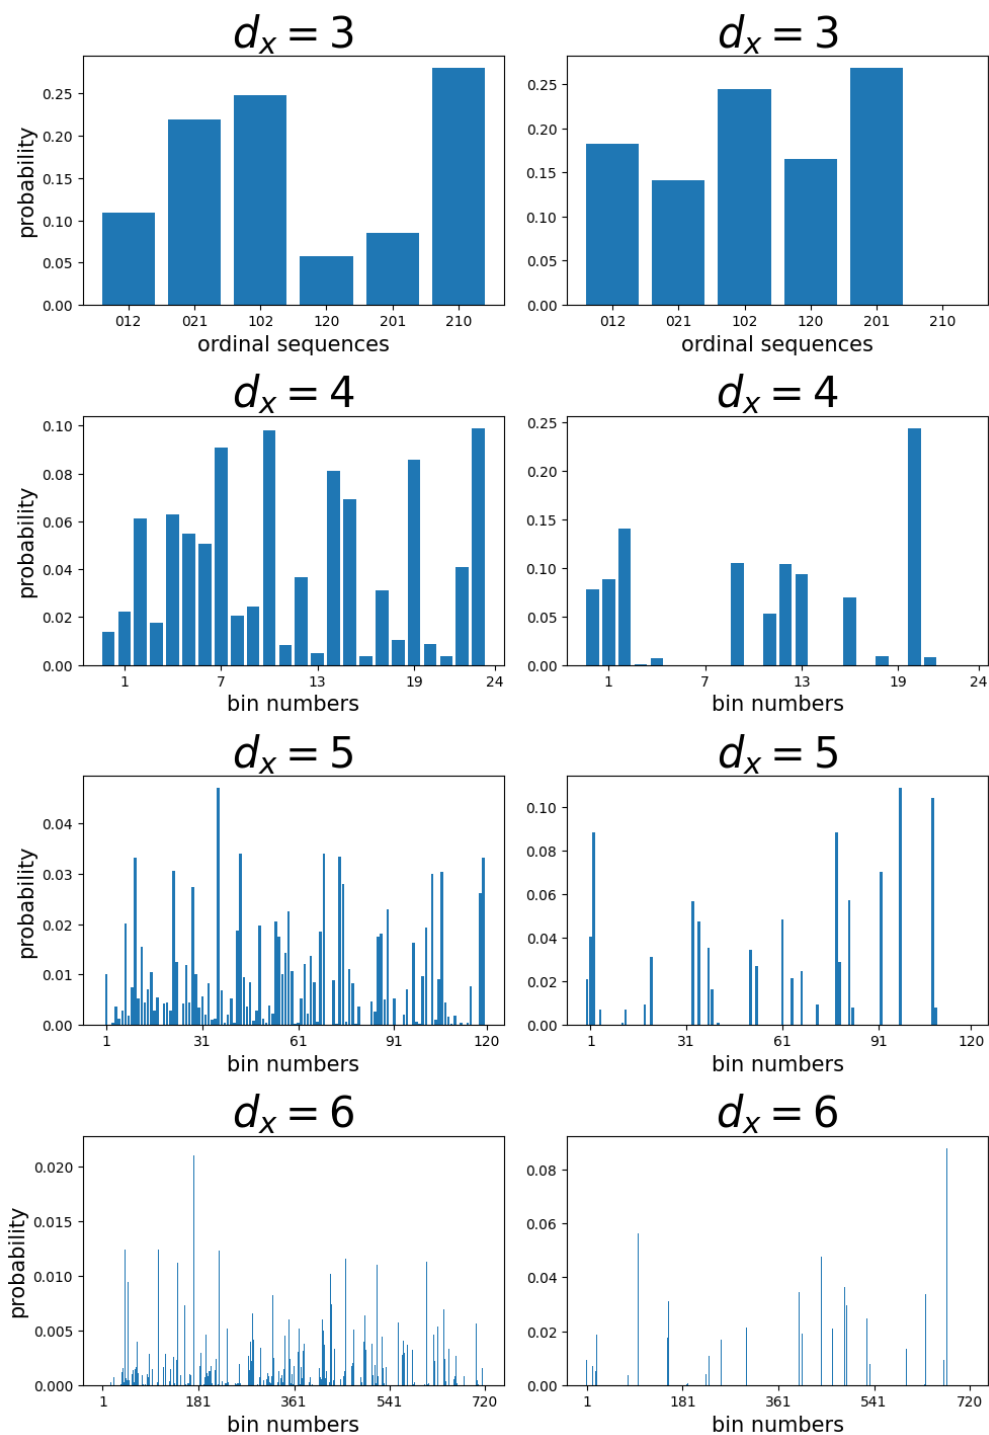 d_x = 3 d_x = 3
0.25 0.25
0.20 0.20
0.15 0.15
0.10 0.10
0.05 0.05
0.00 0.00
probability
012 021 102 120 201 210 012 021 102 120 201 210
ordinal sequences ordinal sequences
d_x = 4 d_x = 4
0.10 0.25
0.08 0.20
0.06 0.15
0.04 0.10
0.02 0.05
0.00 0.00
probability
1 7 13 19 24 1 7 13 19 24
bin numbers bin numbers
d_x = 5 d_x = 5
0.04 0.10
0.03 0.08
0.02 0.06
0.01 0.04
0.00 0.02
0.00
probability
1 31 61 91 120 1 31 61 91 120
bin numbers bin numbers
d_x = 6 d_x = 6
0.020 0.08
0.015 0.06
0.010 0.04
0.005 0.02
0.000 0.00
probability
1 181 361 541 720 1 181 361 541 720
bin numbers bin numbers